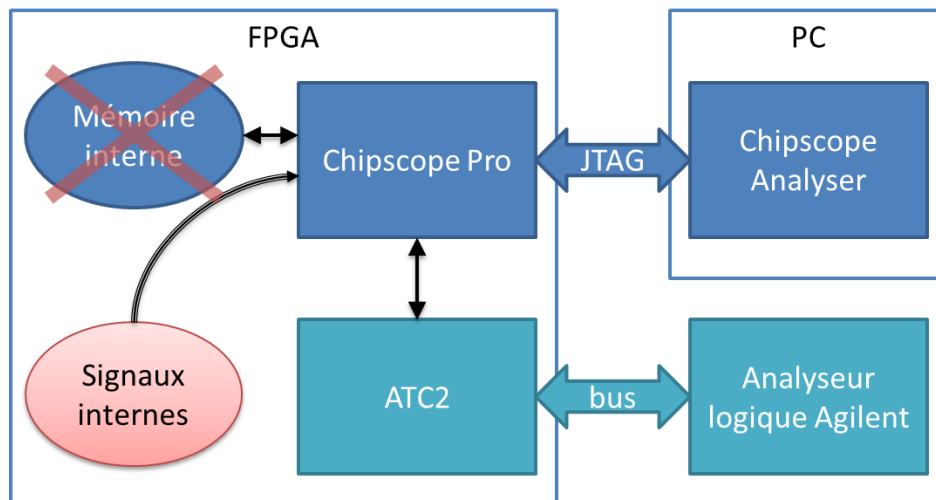 FPGA
PC
Mémoire
interne
Chipscope Pro
JTAG
Chipscope
Analyser
Signaux
internes
ATC2
bus
Analyseur
logique Agilent